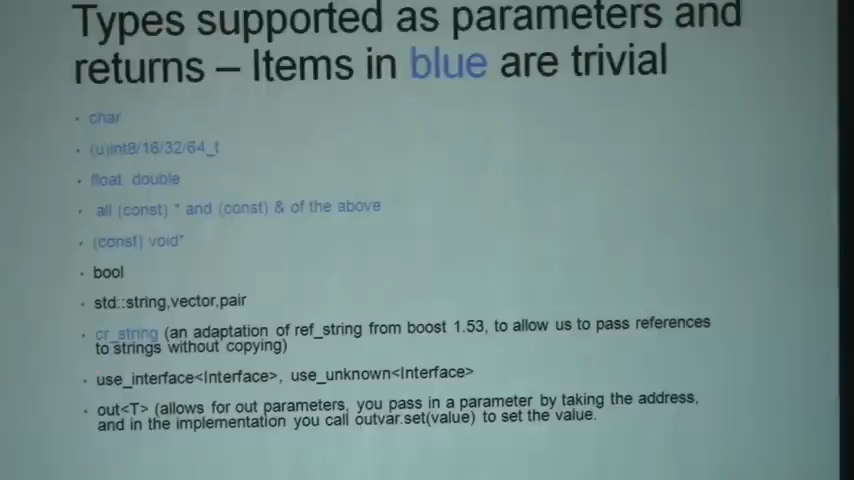 Types supported as parameters and
returns – Items in blue are trivial
• char
• (u)int8/16/32/64_t
• float, double
• all (const) * and (const) & of the above
• (const) void*
• bool
• std::string,vector,pair
• cr_string (an adaptation of ref_string from boost 1.53, to allow us to pass references
to strings without copying)
• use_interface<Interface>, use_unknown<Interface>
• out<T> (allows for out parameters, you pass in a parameter by taking the address,
and in the implementation you call outvar.set(value) to set the value.